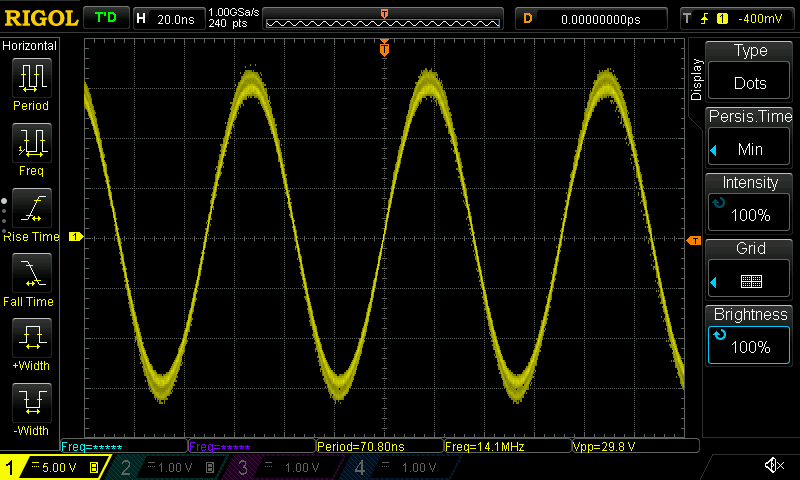 RIGOL T'D H 20.0ns 1.00GSa/s 240 pts D 0.00000000ps T 1 -400mV
Horizontal
Period
Freq
Rise Time
Fall Time
+Width
-Width
T
1
T
Display
Type
Dots
Persis.Time
Min
Intensity
100%
Grid
Brightness
100%
Freq=***** Freq=***** Period=70.80ns Freq=14.1MHz Vpp=29.8 V
1 5.00 V B 2 1.00 V B 3 1.00 V 4 1.00 V